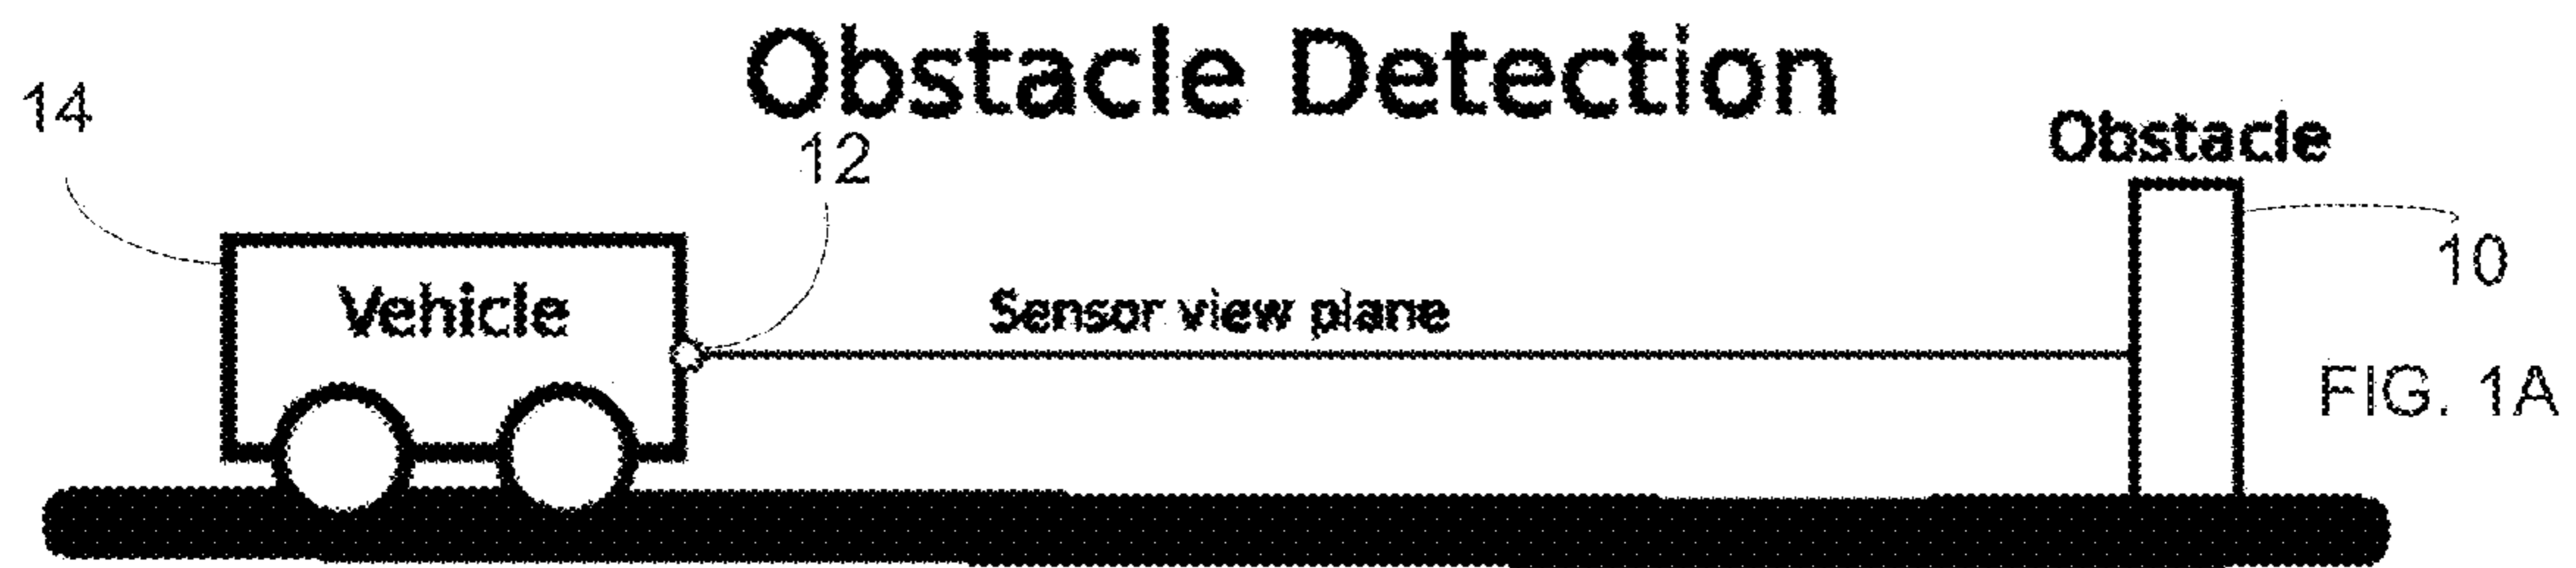 Obstacle Detection
14
12
Obstacle
10
Vehicle
Sensor view plane
FIG. 1A